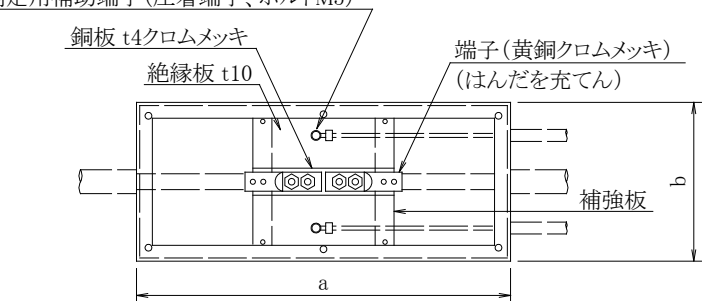 測定用補助端子(圧着端子、ボルトM5)
銅板 t4クロムメッキ
絶縁板 t10
端子(黄銅クロムメッキ)
(はんだを充てん)
補強板
b
a